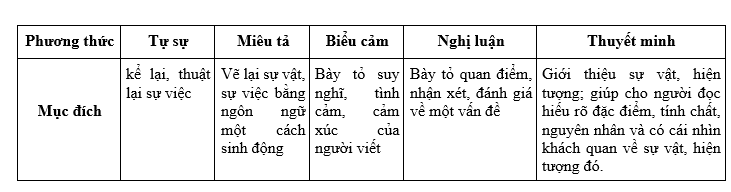 Phương thức Tự sự Miêu tả Biểu cảm Nghị luận Thuyết minh
Mục đích
kể lại, thuật
lại sự việc
Vẽ lại sự vật,
sự việc bằng
ngôn ngữ
một cách
sinh động
Bày tỏ suy
nghĩ, tình
cảm, cảm
xúc của
người viết
Bày tỏ quan điểm,
nhận xét, đánh giá
về một vấn đề
Giới thiệu sự vật, hiện
tượng; giúp cho người đọc
hiểu rõ đặc điểm, tính chất,
nguyên nhân và có cái nhìn
khách quan về sự vật, hiện
tượng đó.